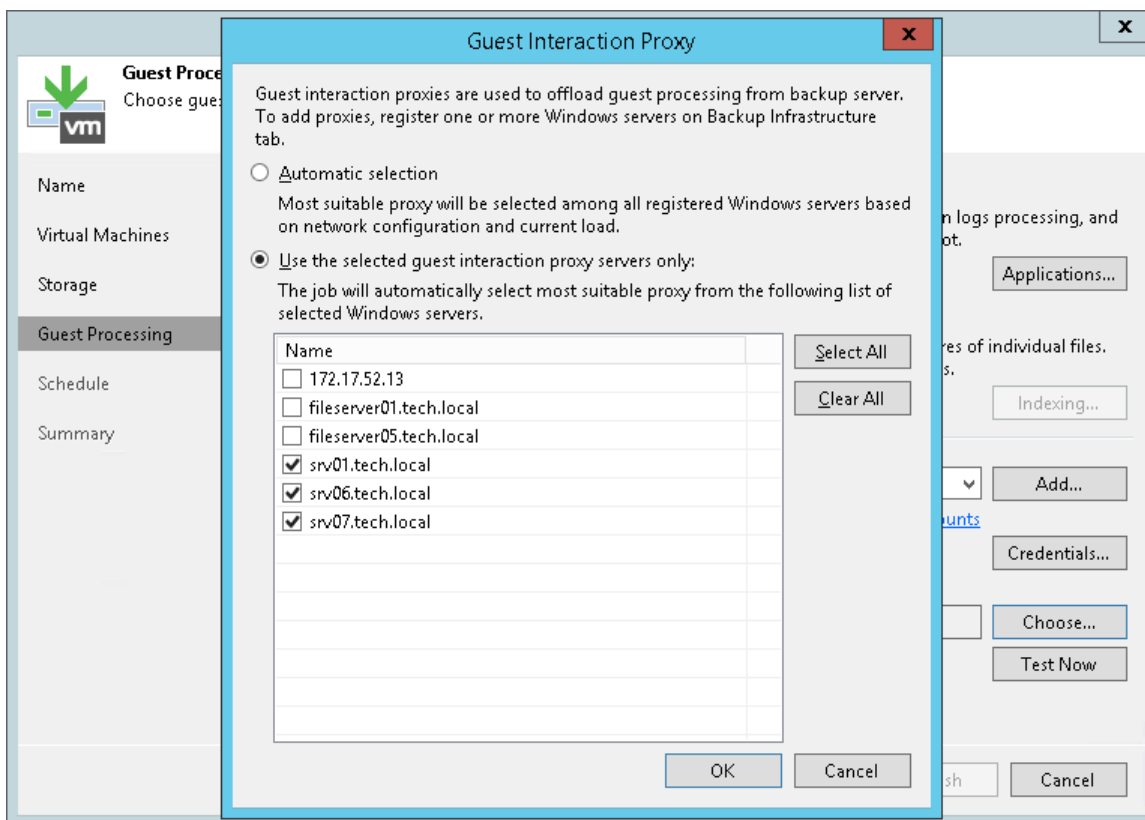 Guest Interaction Proxy
x
x
Guest Proce
Choose gues
vm
Name
Virtual Machines
Storage
Guest Processing
Schedule
Summary
Guest interaction proxies are used to offload guest processing from backup server.
To add proxies, register one or more Windows servers on Backup Infrastructure
tab.
Automatic selection
Most suitable proxy will be selected among all registered Windows servers based
on network configuration and current load.
Use the selected guest interaction proxy servers only:
The job will automatically select most suitable proxy from the following list of
selected Windows servers.
Name
172.17.52.13
fileserver01.tech.local
fileserver05.tech.local
srv01.tech.local
srv06.tech.local
srv07.tech.local
Select All
Clear All
OK
Cancel
n logs processing, and
ot.
Applications...
res of individual files.
s.
Indexing...
Add...
unts
Credentials...
Choose...
Test Now
sh
Cancel